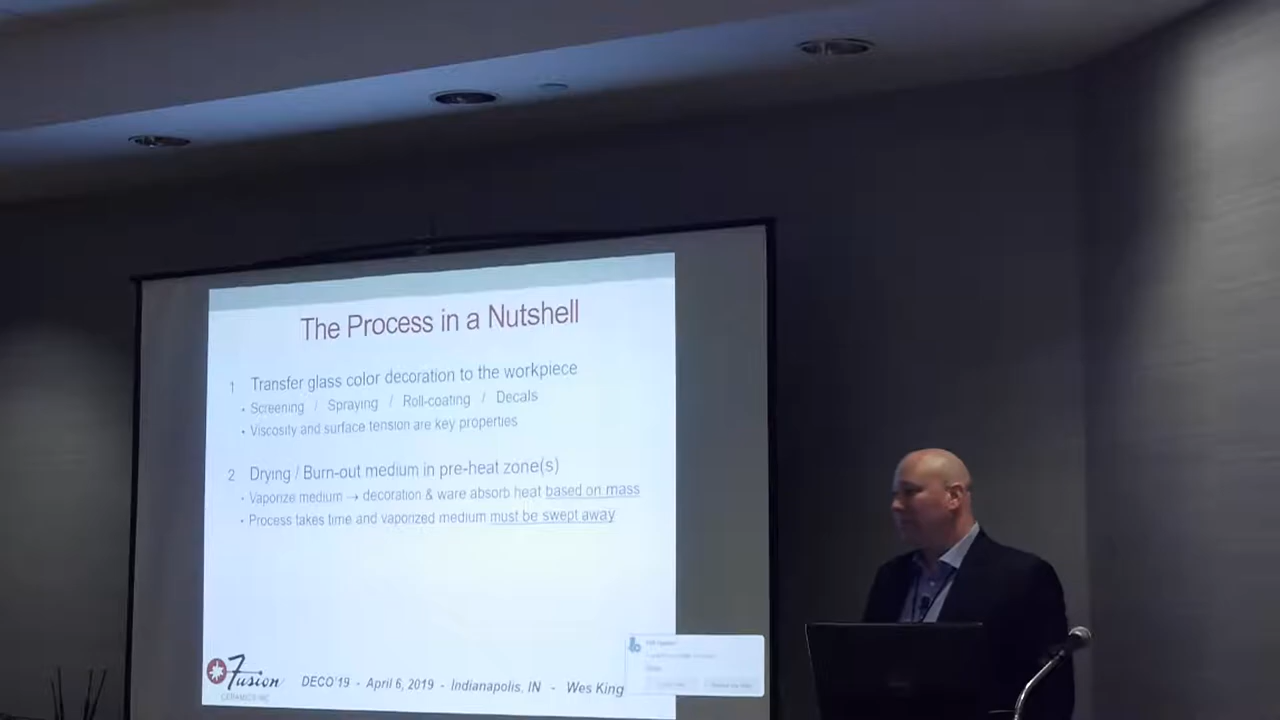 The Process in a Nutshell
1 Transfer glass color decoration to the workpiece
• Screening / Spraying / Roll-coating / Decals
• Viscosity and surface tension are key properties
2 Drying / Burn-out medium in pre-heat zone(s)
• Vaporize medium → decoration & ware absorb heat based on mass
• Process takes time and vaporized medium must be swept away
Fusion
CERAMICS INC
DECO'19 - April 6, 2019 - Indianapolis, IN - Wes King